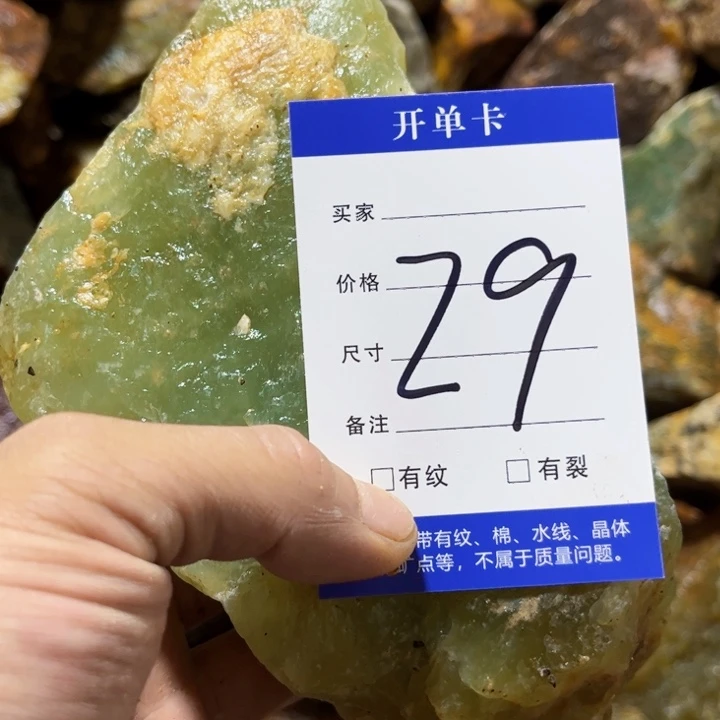 开单卡
买家
价格
29
尺寸
备注
有纹 有裂
带有纹、棉、水线、晶体
矿点等，不属于质量问题。